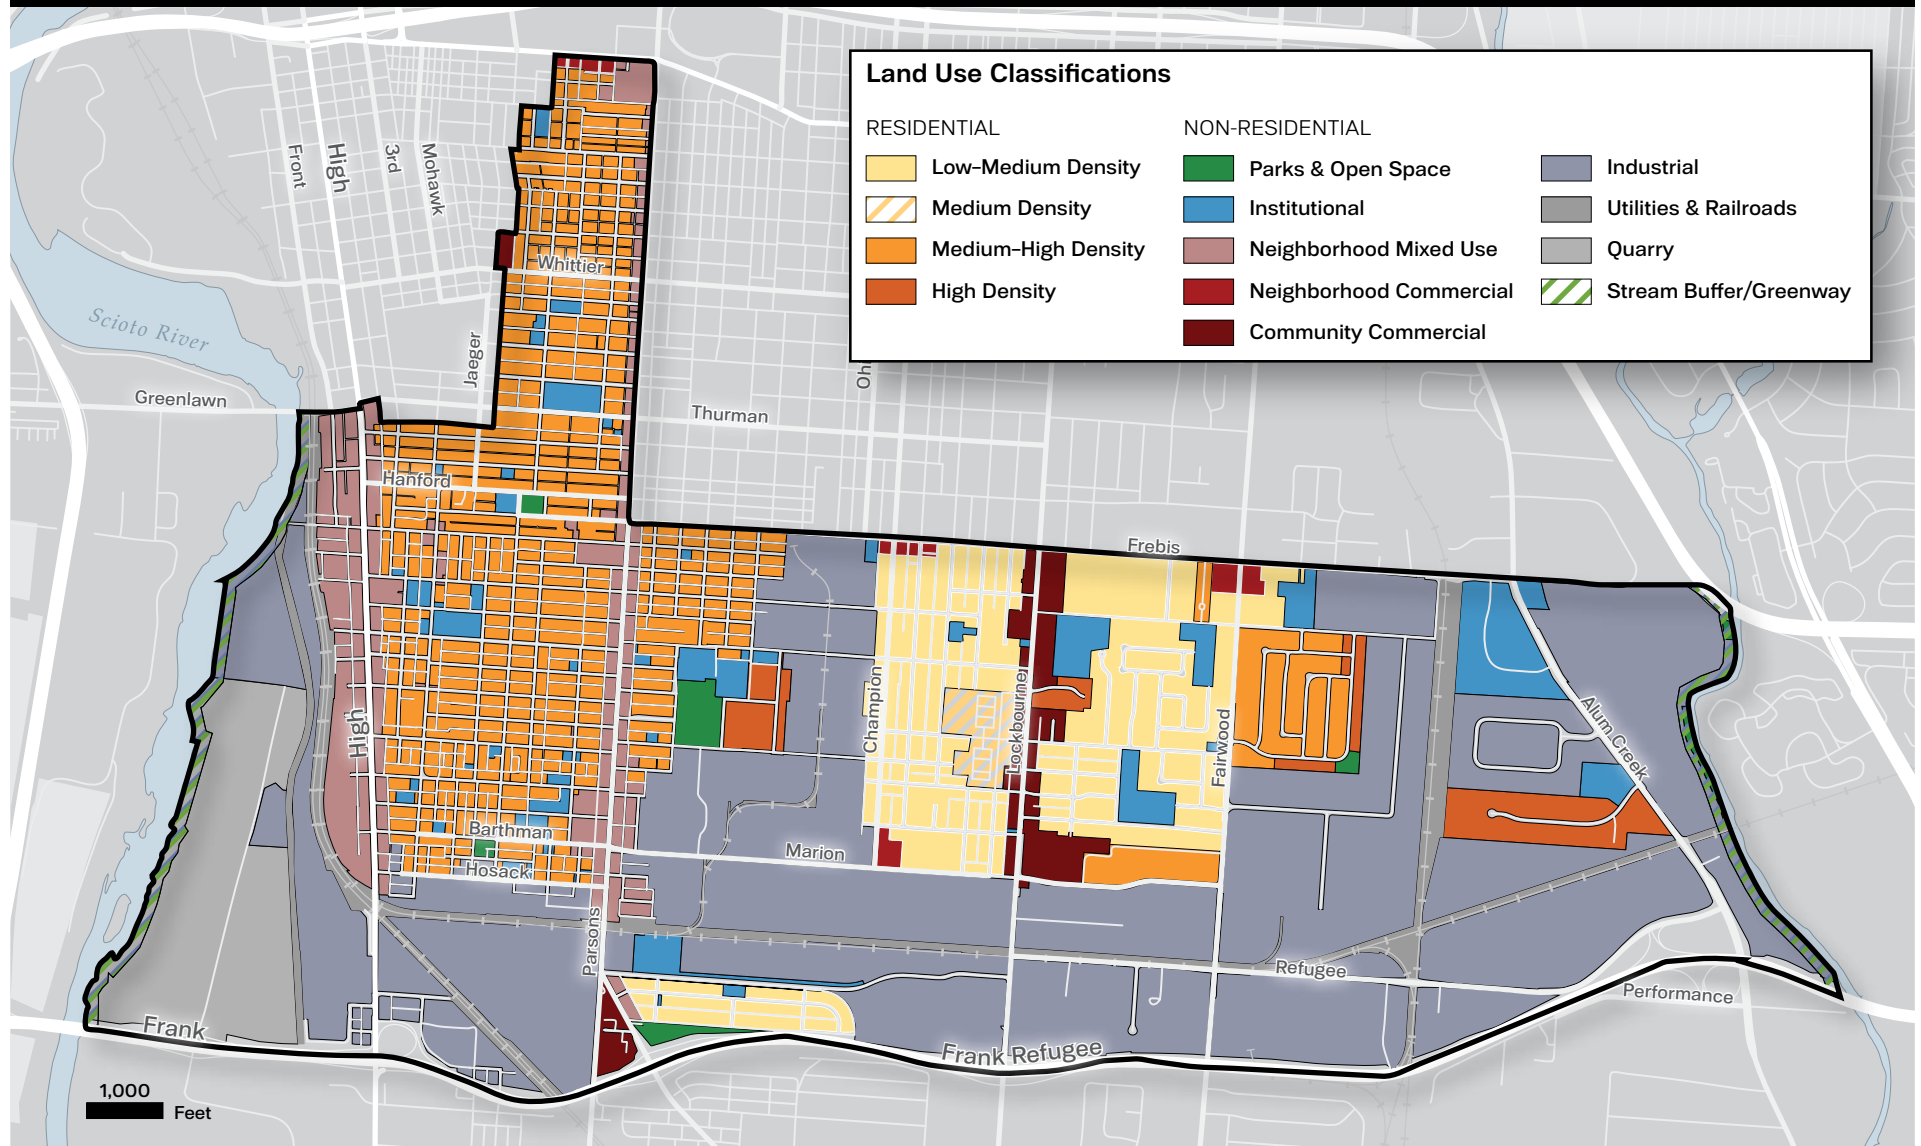 Land Use Classifications
RESIDENTIAL
Low–Medium Density
Medium Density
Medium–High Density
High Density
NON-RESIDENTIAL
Parks & Open Space
Institutional
Neighborhood Mixed Use
Neighborhood Commercial
Community Commercial
Industrial
Utilities & Railroads
Quarry
Stream Buffer/Greenway
Front
High
3rd
Mohawk
Whittier
Scioto River
Jaeger
Greenlawn
Oh
Thurman
Hanford
Frebis
Champion
Lockbourne
Fairwood
Alum Creek
High
Barthman
Marion
Hosack
Parsons
Refugee
Performance
Frank
Frank Refugee
1,000
Feet